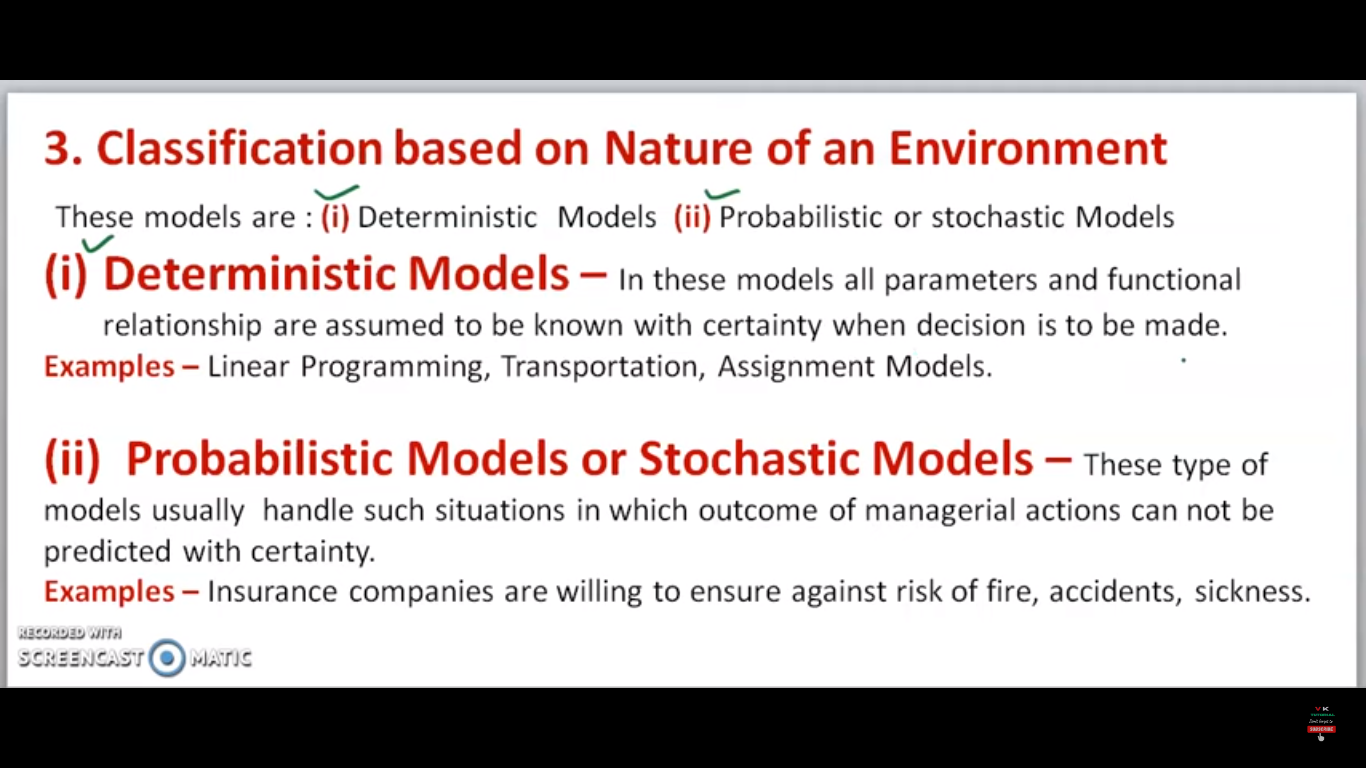 3. Classification based on Nature of an Environment
These models are : (i) Deterministic Models (ii) Probabilistic or stochastic Models
(i) Deterministic Models – In these models all parameters and functional
relationship are assumed to be known with certainty when decision is to be made.
Examples – Linear Programming, Transportation, Assignment Models.
(ii) Probabilistic Models or Stochastic Models – These type of
models usually handle such situations in which outcome of managerial actions can not be
predicted with certainty.
Examples – Insurance companies are willing to ensure against risk of fire, accidents, sickness.
RECORDED WITH
SCREENCAST MATIC
VK
TUTORIAL
SUBSCRIBE